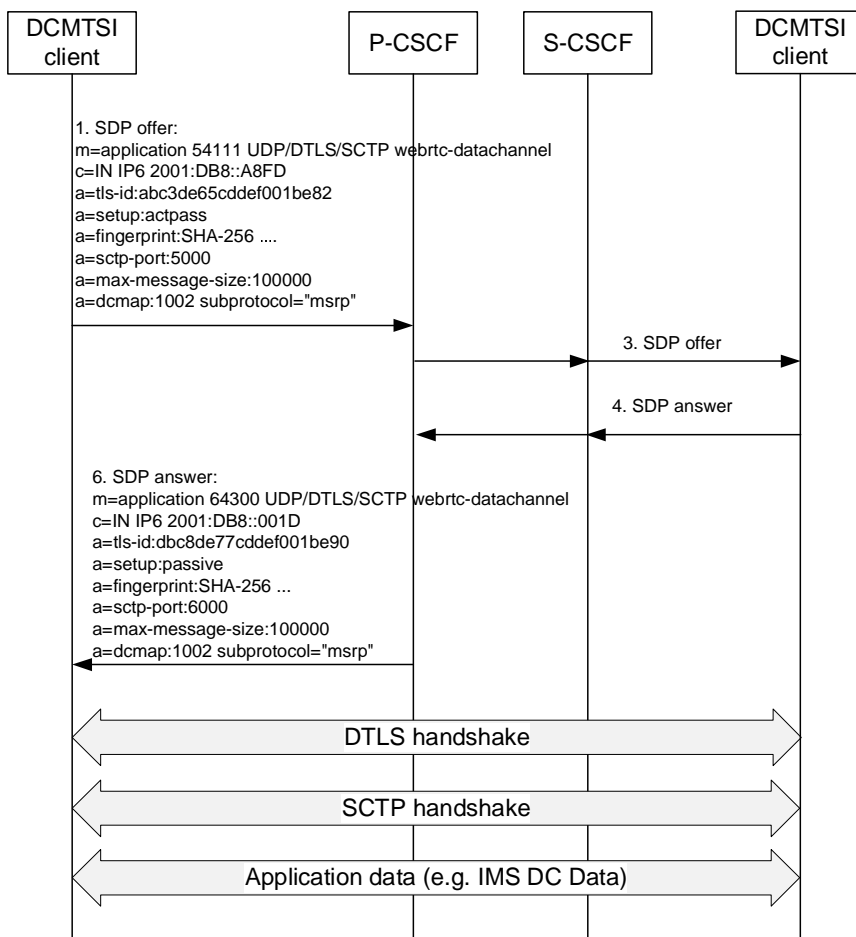 DCMTSI
client
P-CSCF
S-CSCF
DCMTSI
client
1. SDP offer:
m=application 54111 UDP/DTLS/SCTP webrtc-datachannel
c=IN IP6 2001:DB8::A8FD
a=tls-id:abc3de65cddef001be82
a=setup:actpass
a=fingerprint:SHA-256 ....
a=sctp-port:5000
a=max-message-size:100000
a=dcmap:1002 subprotocol="msrp"
3. SDP offer
4. SDP answer
6. SDP answer:
m=application 64300 UDP/DTLS/SCTP webrtc-datachannel
c=IN IP6 2001:DB8::001D
a=tls-id:dbc8de77cddef001be90
a=setup:passive
a=fingerprint:SHA-256 ...
a=sctp-port:6000
a=max-message-size:100000
a=dcmap:1002 subprotocol="msrp"
DTLS handshake
SCTP handshake
Application data (e.g. IMS DC Data)